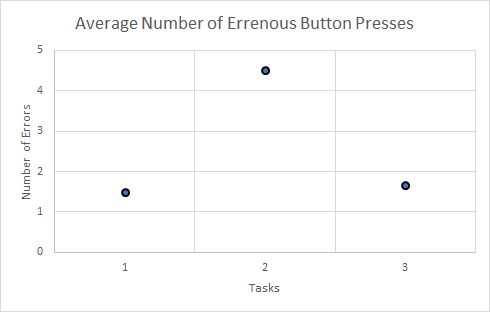 Average Number of Errenous Button Presses
5
4
3
2
1
0
Number of Errors
1 2 3
Tasks